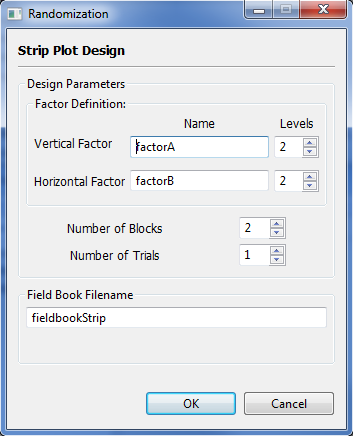 Randomization
Strip Plot Design
Design Parameters
Factor Definition:
Name Levels
Vertical Factor factorA 2
Horizontal Factor factorB 2
Number of Blocks 2
Number of Trials 1
Field Book Filename
fieldbookStrip
OK Cancel